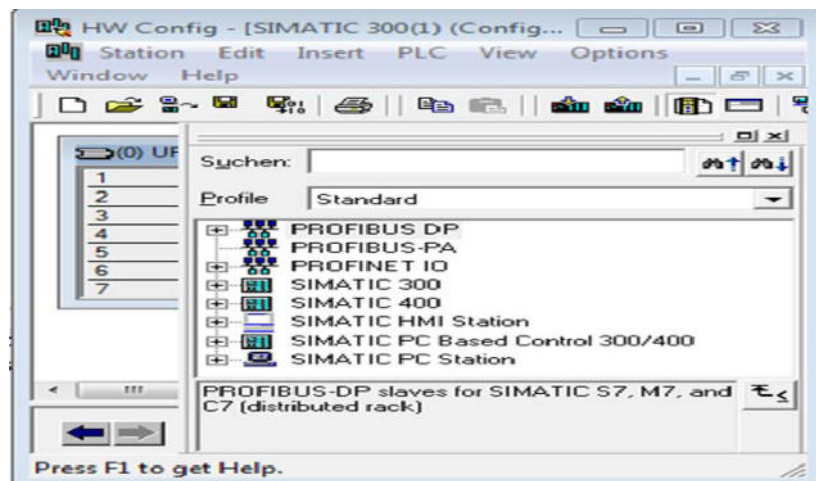 HW Config - [SIMATIC 300(1) (Config...
Station Edit Insert PLC View Options
Window Help
(0) UR
1
2
3
4
5
6
7
Suchen:
Profile Standard
PROFIBUS DP
PROFIBUS-PA
PROFINET IO
SIMATIC 300
SIMATIC 400
SIMATIC HMI Station
SIMATIC PC Based Control 300/400
SIMATIC PC Station
PROFIBUS-DP slaves for SIMATIC S7, M7, and
C7 (distributed rack)
Press F1 to get Help.